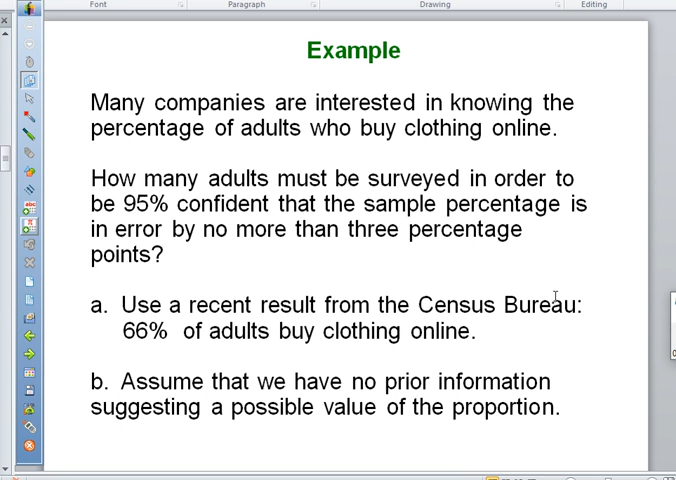 Font Paragraph Drawing Editing
Example
Many companies are interested in knowing the
percentage of adults who buy clothing online.
How many adults must be surveyed in order to
be 95% confident that the sample percentage is
in error by no more than three percentage
points?
a. Use a recent result from the Census Bureau:
66% of adults buy clothing online.
b. Assume that we have no prior information
suggesting a possible value of the proportion.
abc